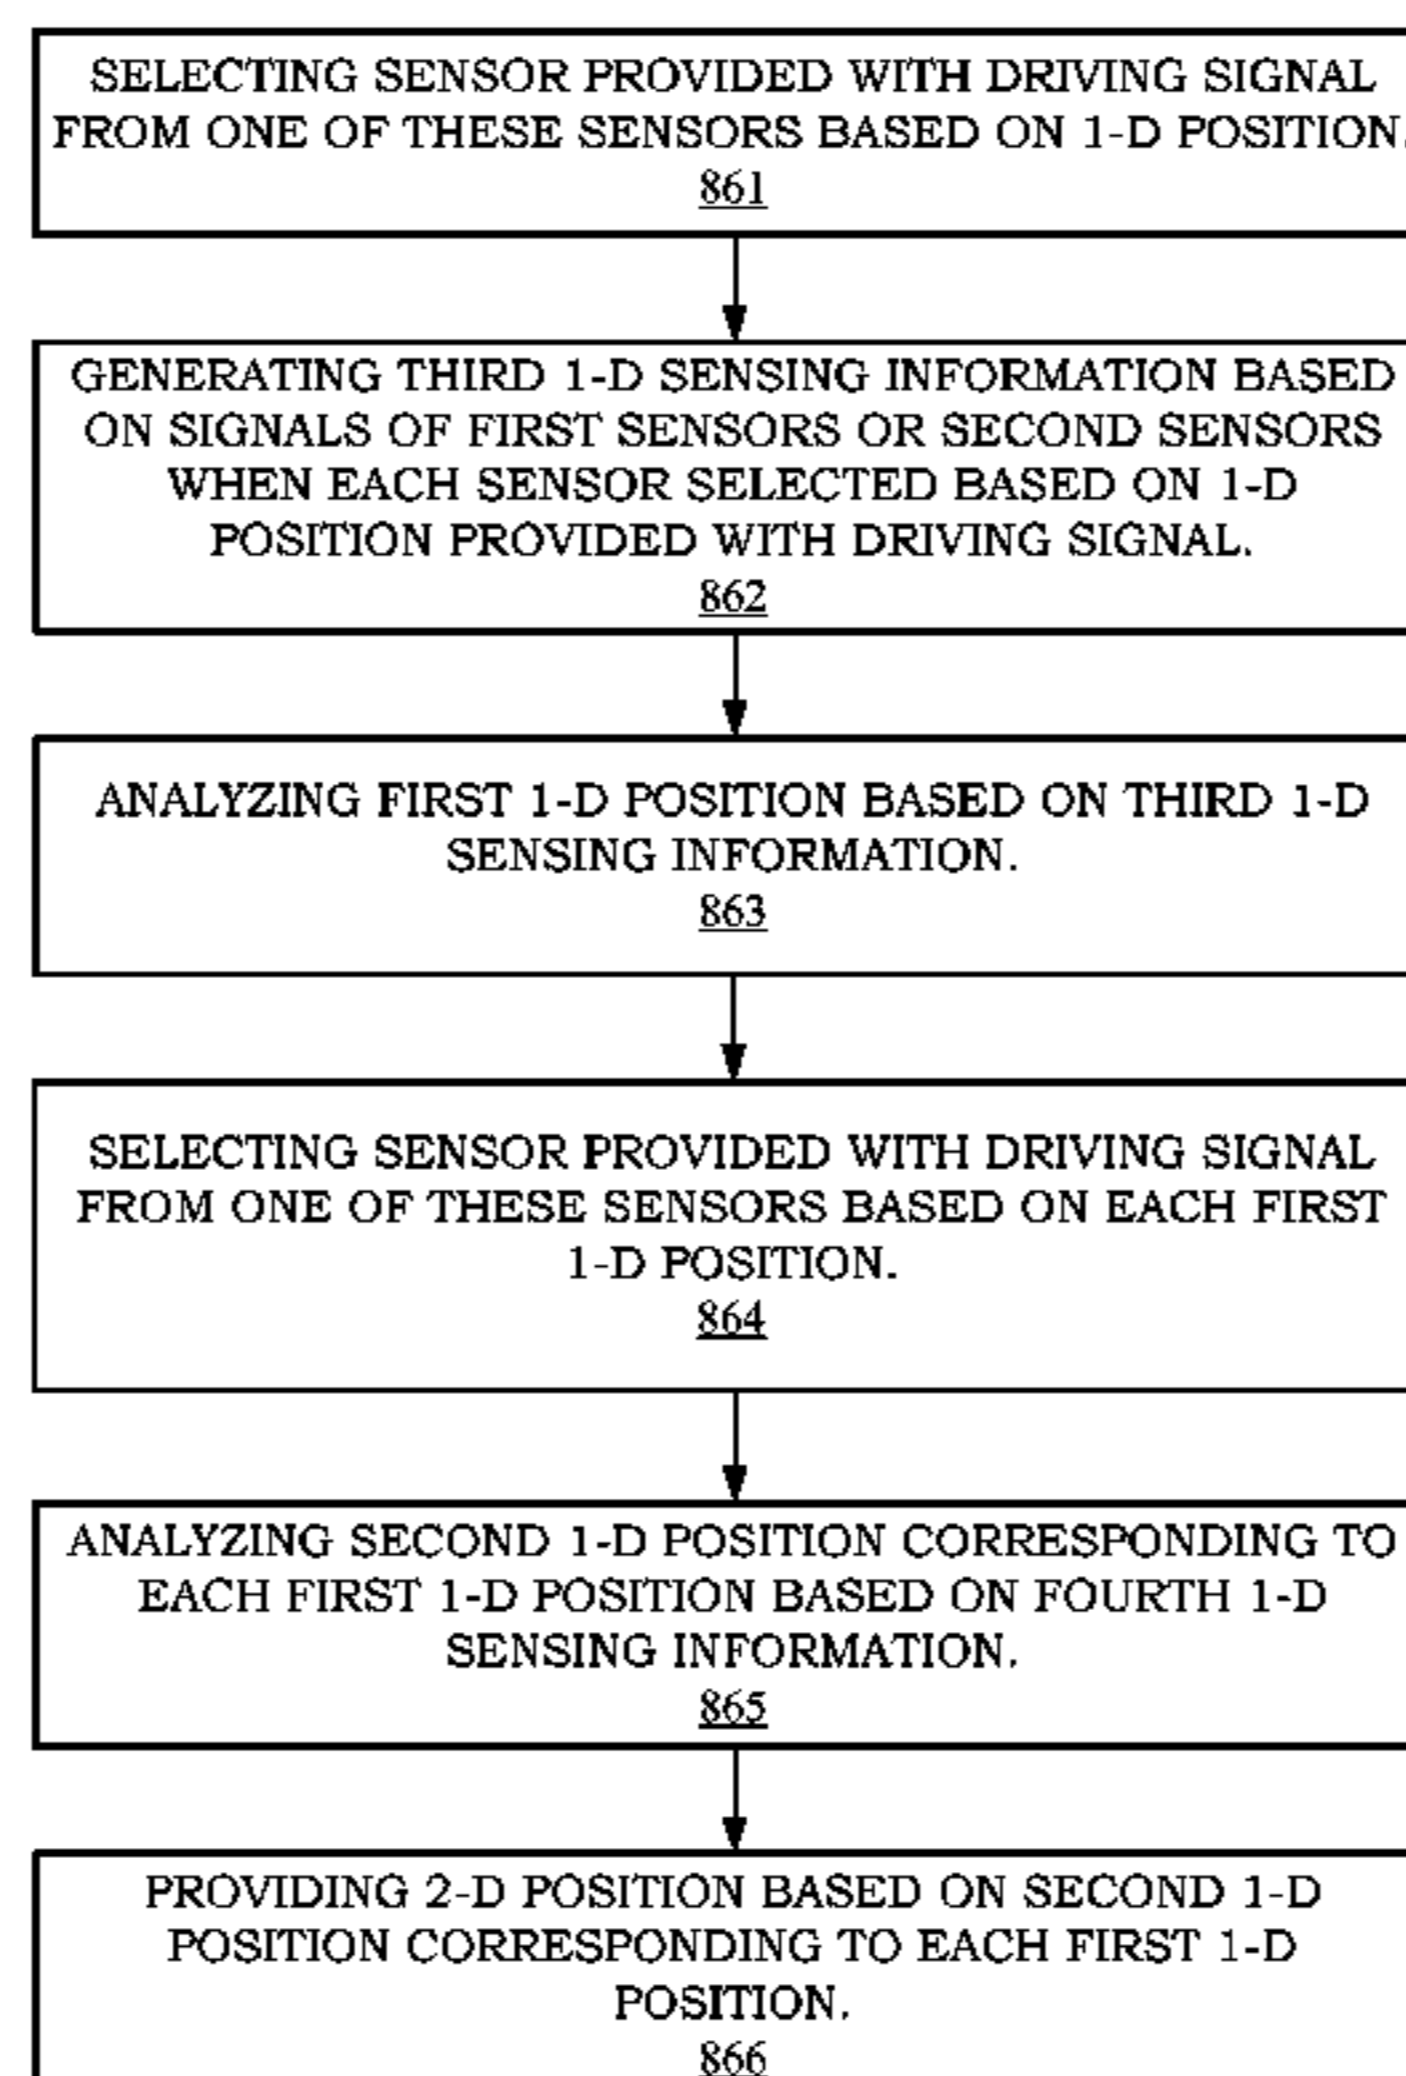 SELECTING SENSOR PROVIDED WITH DRIVING SIGNAL
FROM ONE OF THESE SENSORS BASED ON 1-D POSITION.
861
GENERATING THIRD 1-D SENSING INFORMATION BASED
ON SIGNALS OF FIRST SENSORS OR SECOND SENSORS
WHEN EACH SENSOR SELECTED BASED ON 1-D
POSITION PROVIDED WITH DRIVING SIGNAL.
862
ANALYZING FIRST 1-D POSITION BASED ON THIRD 1-D
SENSING INFORMATION.
863
SELECTING SENSOR PROVIDED WITH DRIVING SIGNAL
FROM ONE OF THESE SENSORS BASED ON EACH FIRST
1-D POSITION.
864
ANALYZING SECOND 1-D POSITION CORRESPONDING TO
EACH FIRST 1-D POSITION BASED ON FOURTH 1-D
SENSING INFORMATION.
865
PROVIDING 2-D POSITION BASED ON SECOND 1-D
POSITION CORRESPONDING TO EACH FIRST 1-D
POSITION.
866